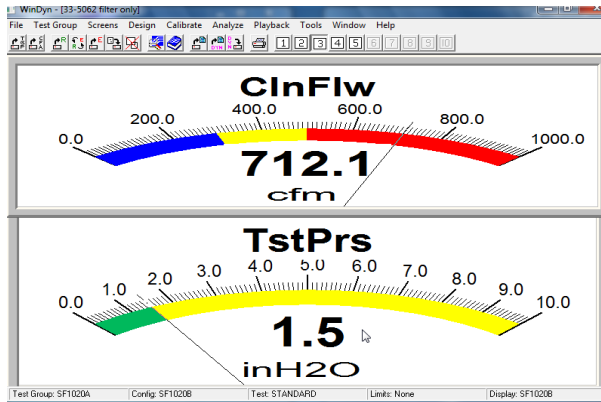 WinDyn - [33-5062 filter only]
File Test Group Screens Design Calibrate Analyze Playback Tools Window Help
1 2 3 4 5 6 7 8 9 10
ClnFlw
0.0 200.0 400.0 600.0 800.0 1000.0
712.1
cfm
TstPrs
0.0 1.0 2.0 3.0 4.0 5.0 6.0 7.0 8.0 9.0 10.0
1.5
inH2O
Test Group: SF1020A Config: SF1020B Test: STANDARD Limits: None Display: SF1020B